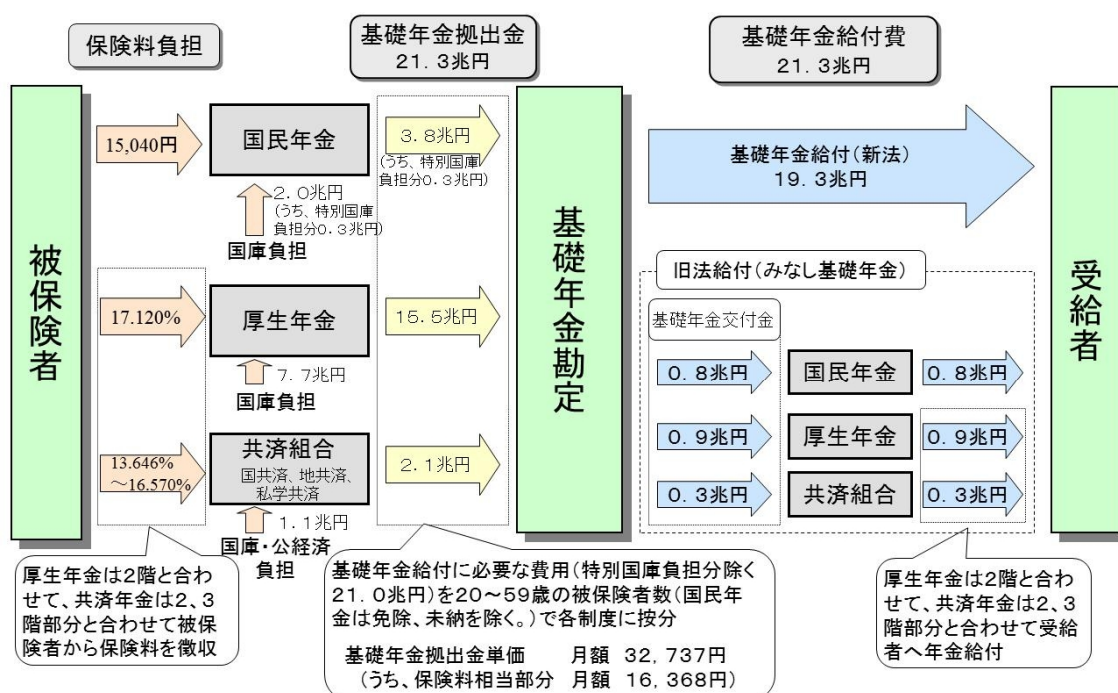 保険料負担
基礎年金拠出金
21.3兆円
基礎年金給付費
21.3兆円
被保険者
15,040円
国民年金
2.0兆円
(うち、特別国庫
負担分0.3兆円)
国庫負担
3.8兆円
(うち、特別国庫
負担分0.3兆円)
17.120%
厚生年金
7.7兆円
国庫負担
15.5兆円
13.646%
～16.570%
共済組合
国共済、地共済、
私学共済
1.1兆円
国庫・公経済
負担
2.1兆円
基礎年金勘定
基礎年金給付(新法)
19.3兆円
旧法給付(みなし基礎年金)
基礎年金交付金
0.8兆円
国民年金
0.8兆円
0.9兆円
厚生年金
0.9兆円
0.3兆円
共済組合
0.3兆円
受給者
厚生年金は2階と合わ
せて、共済年金は2、3
階部分と合わせて被保
険者から保険料を徴収
基礎年金給付に必要な費用(特別国庫負担分除く
21.0兆円)を20～59歳の被保険者数(国民年
金は免除、未納を除く。)で各制度に按分
基礎年金拠出金単価　月額 32,737円
(うち、保険料相当部分　月額 16,368円)
厚生年金は2階と合わ
せて、共済年金は2、3
階部分と合わせて受給
者へ年金給付